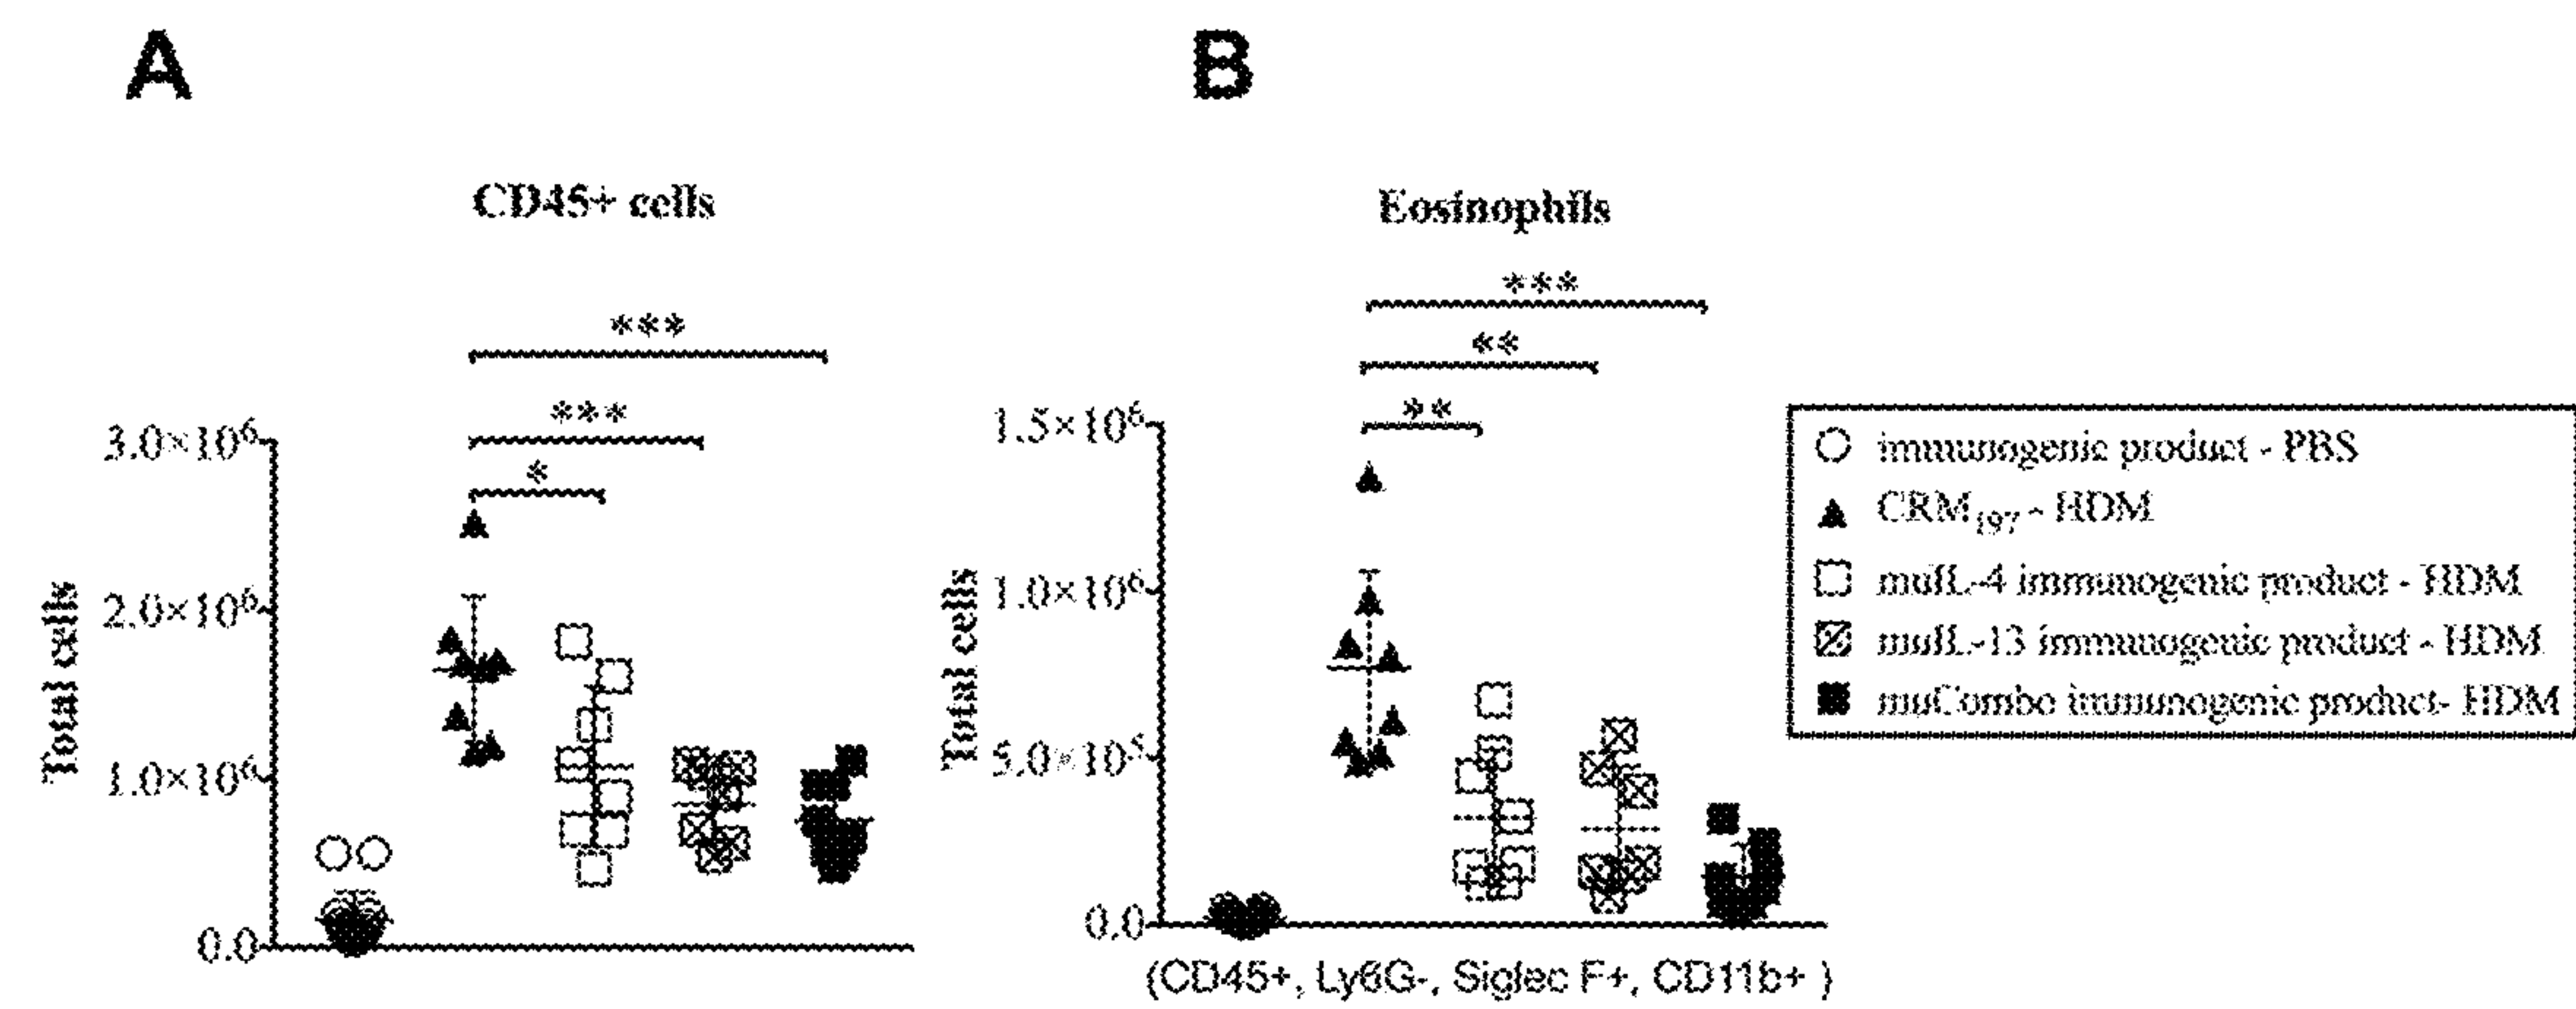 A
B
CD45+ cells
Eosinophils
***
***
*
***
**
**
Total cells
3.0×10⁶
2.0×10⁶
1.0×10⁶
0.0
Total cells
1.5×10⁶
1.0×10⁶
5.0×10⁵
0.0
(CD45+, Ly6G-, Siglec F+, CD11b+ )
immunogenic product - PBS
CRM₁₉₇ - HDM
muIL-4 immunogenic product - HDM
muIL-13 immunogenic product - HDM
muCombo immunogenic product- HDM